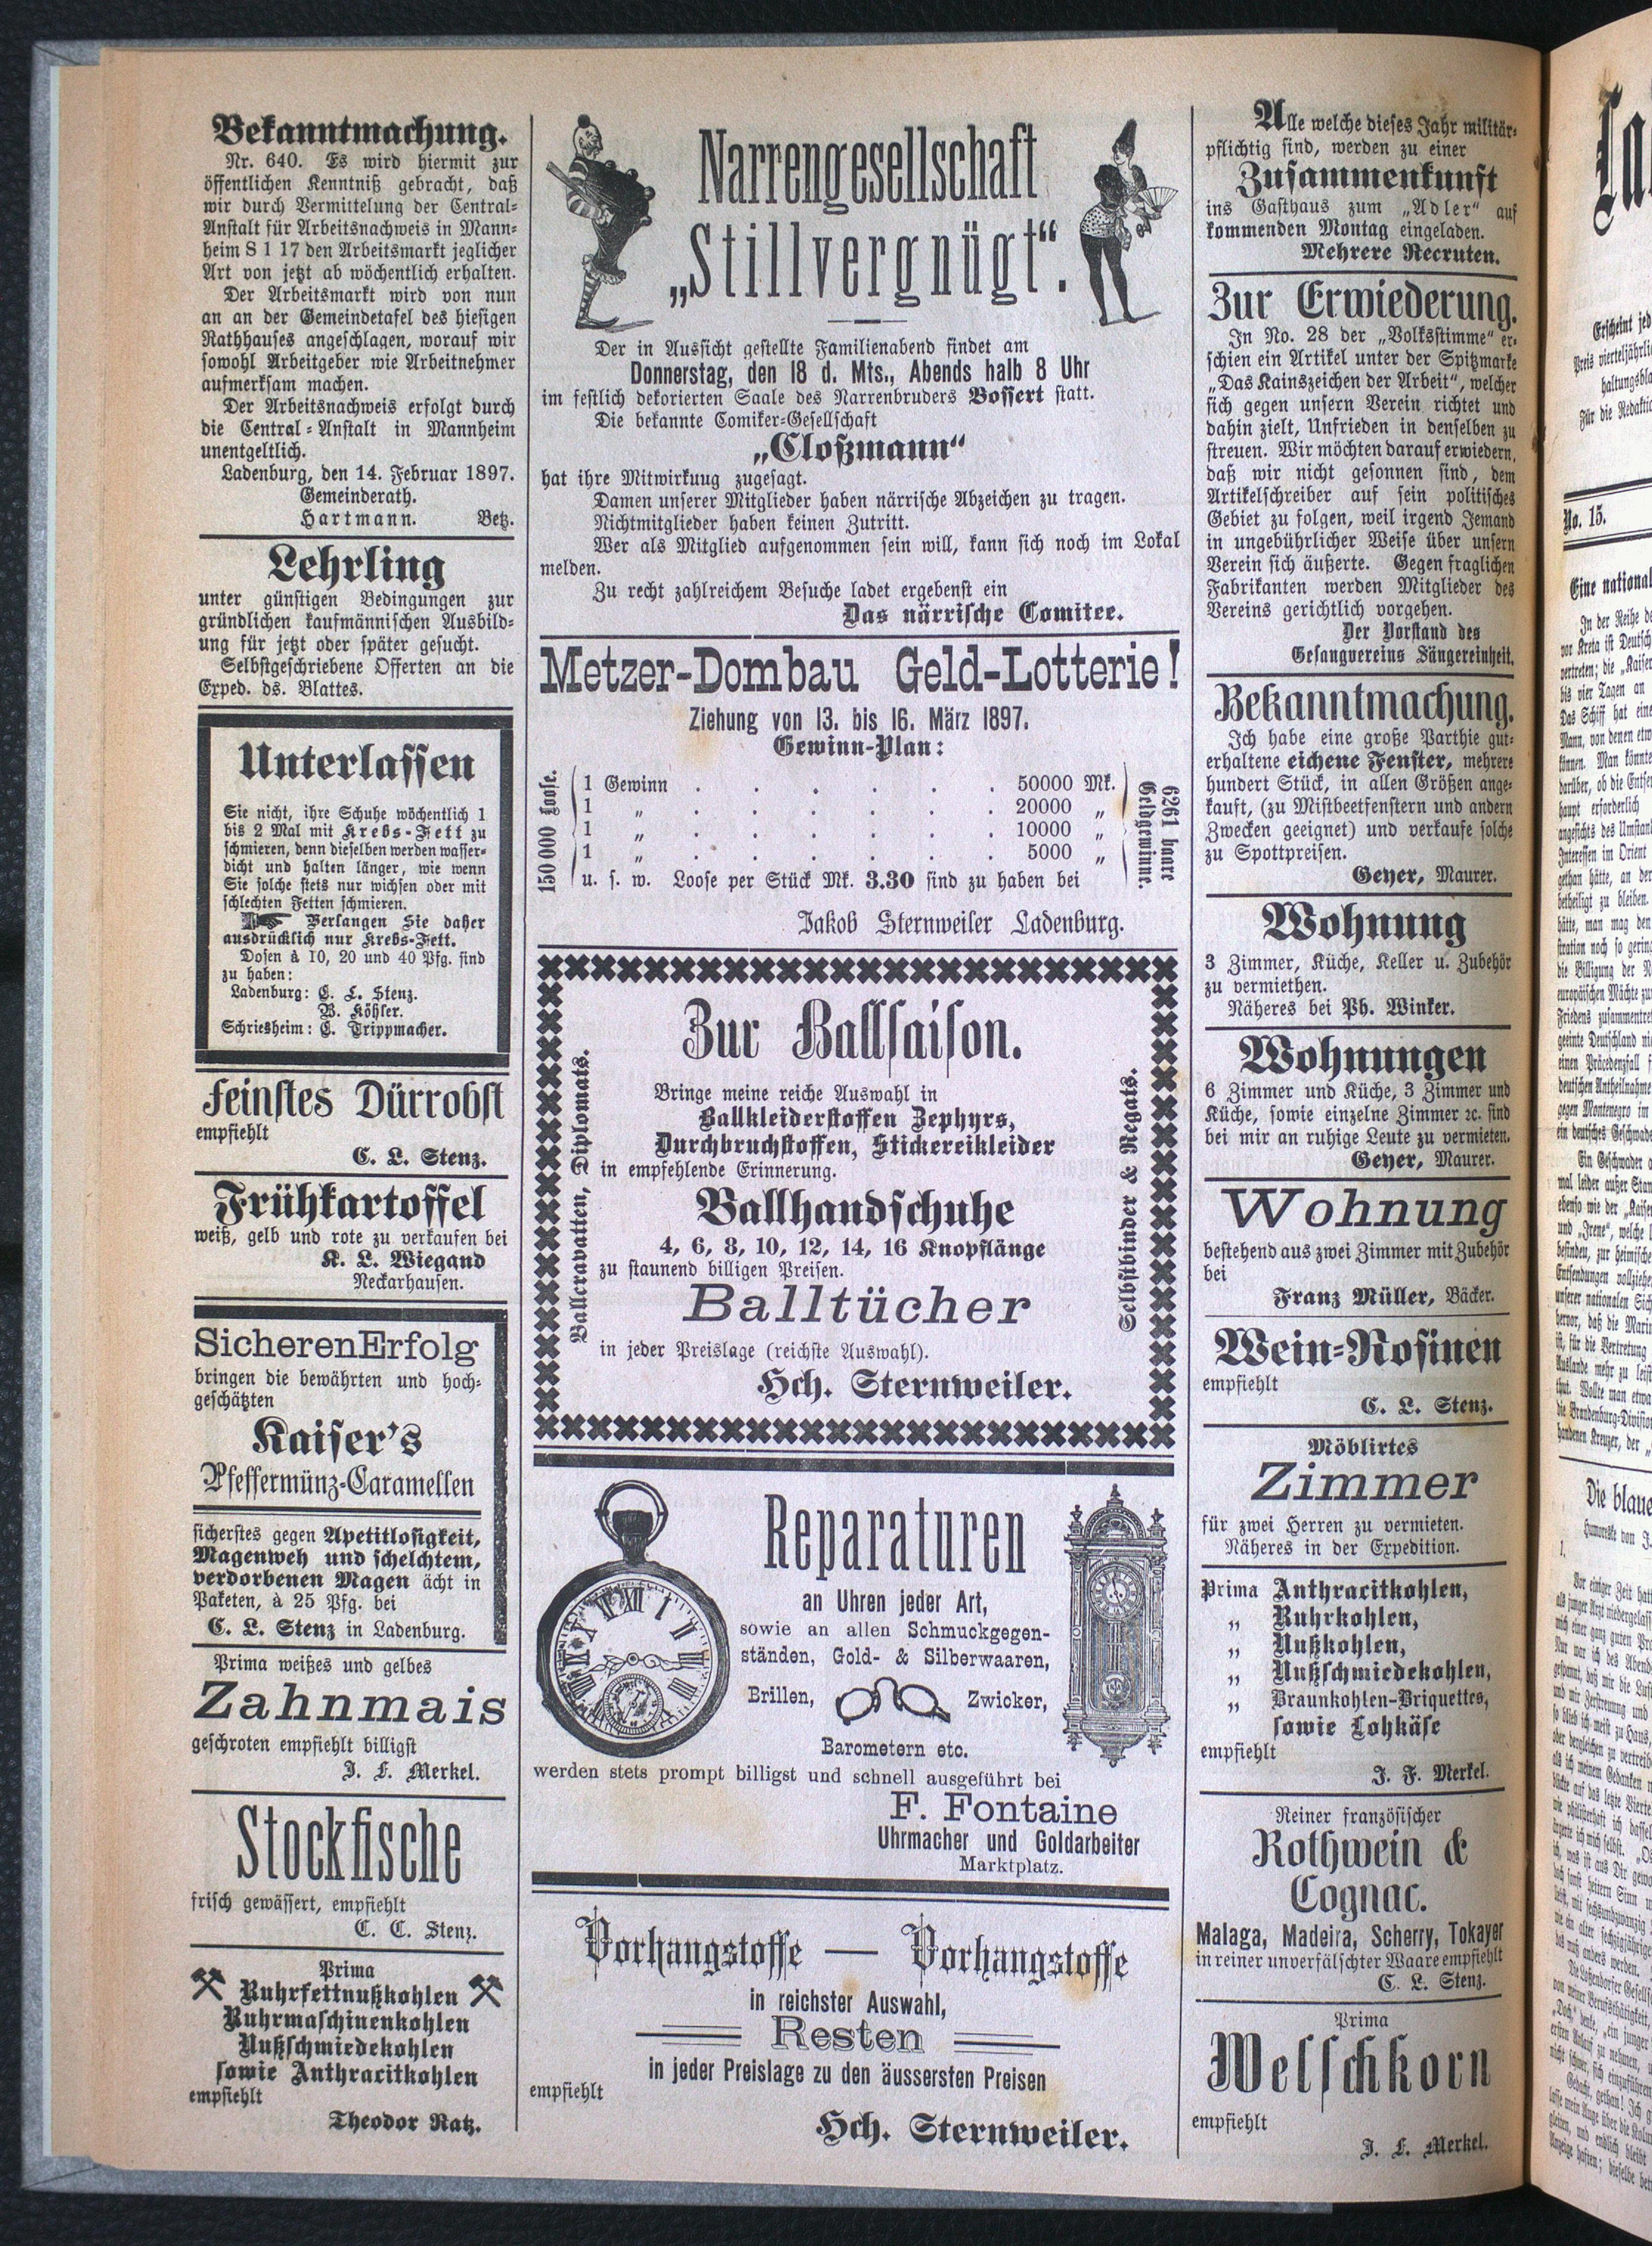 Bekanntmachung.
Nr. 640. Es wird hiermit zur
öffentlichen Kenntniß gebracht, daß
wir durch Vermittelung der Central-
Anstalt für Arbeitsnachweis in Mann-
heim S 1 17 den Arbeitsmarkt jeglicher
Art von jetzt ab wöchentlich erhalten.
Der Arbeitsmarkt wird von nun
an an der Gemeindetafel des hiesigen
Rathhauses angeschlagen, worauf wir
sowohl Arbeitgeber wie Arbeitnehmer
aufmerksam machen.
Der Arbeitsnachweis erfolgt durch
die Central-Anstalt in Mannheim
unentgeltlich.
Ladenburg, den 14. Februar 1897.
Gemeinderath.
Hartmann. Betz.
Lehrling
unter günstigen Bedingungen zur
gründlichen kaufmännischen Ausbild-
ung für jetzt oder später gesucht.
Selbstgeschriebene Offerten an die
Exped. ds. Blattes.
Unterlassen
Sie nicht, ihre Schuhe wöchentlich 1
bis 2 Mal mit Krebs-Fett zu
schmieren, denn dieselben werden wasser-
dicht und halten länger, wie wenn
Sie solche stets nur wichsen oder mit
schlechten Fetten schmieren.
Verlangen Sie daher
ausdrücklich nur Krebs-Fett.
Dosen à 10, 20 und 40 Pfg. sind
zu haben:
Ladenburg: C. L. Stenz.
B. Köhler.
Schriesheim: C. Trippmacher.
Feinstes Dürrobst
empfiehlt
C. L. Stenz.
Frühkartoffel
weiß, gelb und rote zu verkaufen bei
K. L. Wiegand
Neckarhausen.
Sicheren Erfolg
bringen die bewährten und hoch-
geschätzten
Kaiser's
Pfeffermünz-Caramellen
sicherstes gegen Apetitlosigkeit,
Magenweh und schelchtem,
verdorbenen Magen ächt in
Paketen, à 25 Pfg. bei
C. L. Stenz in Ladenburg.
Prima weißes und gelbes
Zahnmais
geschroten empfiehlt billigst
J. F. Merkel.
Stockfische
frisch gewässert, empfiehlt
C. C. Stenz.
Prima
Ruhrfettnußkohlen
Ruhrmaschinenkohlen
Nußschmiedekohlen
sowie Anthracitkohlen
empfiehlt
Theodor Ratz.
Narrengesellschaft
„Stillvergnügt“.
Der in Aussicht gestellte Familienabend findet am
Donnerstag, den 18 d. Mts., Abends halb 8 Uhr
im festlich dekorierten Saale des Narrenbruders Bossert statt.
Die bekannte Comiker-Gesellschaft
„Cloßmann“
hat ihre Mitwirkuug zugesagt.
Damen unserer Mitglieder haben närrische Abzeichen zu tragen.
Nichtmitglieder haben keinen Zutritt.
Wer als Mitglied aufgenommen sein will, kann sich noch im Lokal
melden.
Zu recht zahlreichem Besuche ladet ergebenst ein
Das närrische Comitee.
Metzer-Dombau Geld-Lotterie!
Ziehung von 13. bis 16. März 1897.
Gewinn-Plan:
150 000 Loose.
1 Gewinn . . . . . . 50000 Mk.
1 „ . . . . . . 20000 „
1 „ . . . . . . 10000 „
1 „ . . . . . . 5000 „
u. s. w. Loose per Stück Mk. 3.30 sind zu haben bei
6261 baare
Geldgewinne.
Jakob Sternweiler Ladenburg.
Zur Ballsaison.
Bringe meine reiche Auswahl in
Ballkleiderstoffen Zephyrs,
Durchbruchstoffen, Stickereikleider
in empfehlende Erinnerung.
Ballhandschuhe
4, 6, 8, 10, 12, 14, 16 Knopflänge
zu staunend billigen Preisen.
Balltücher
in jeder Preislage (reichste Auswahl).
Hch. Sternweiler.
Ballcravatten, Diplomats.
Selbstbinder & Regats.
Reparaturen
an Uhren jeder Art,
sowie an allen Schmuckgegen-
ständen, Gold- & Silberwaaren,
Brillen, Zwicker,
Barometern etc.
werden stets prompt billigst und schnell ausgeführt bei
F. Fontaine
Uhrmacher und Goldarbeiter
Marktplatz.
Vorhangstoffe — Vorhangstoffe
in reichster Auswahl,
Resten
in jeder Preislage zu den äussersten Preisen
empfiehlt
Hch. Sternweiler.
Alle welche dieses Jahr militär-
pflichtig sind, werden zu einer
Zusammenkunft
ins Gasthaus zum „Adler“ auf
kommenden Montag eingeladen.
Mehrere Recruten.
Zur Erwiederung.
In No. 28 der „Volksstimme“ er-
schien ein Artikel unter der Spitzmarke
„Das Kainszeichen der Arbeit“, welcher
sich gegen unsern Verein richtet und
dahin zielt, Unfrieden in denselben zu
streuen. Wir möchten darauf erwiedern,
daß wir nicht gesonnen sind, dem
Artikelschreiber auf sein politisches
Gebiet zu folgen, weil irgend Jemand
in ungebührlicher Weise über unsern
Verein sich äußerte. Gegen fraglichen
Fabrikanten werden Mitglieder des
Vereins gerichtlich vorgehen.
Der Vorstand des
Gesangvereins Sängereinheit.
Bekanntmachung.
Ich habe eine große Parthie gut-
erhaltene eichene Fenster, mehrere
hundert Stück, in allen Größen ange-
kauft, (zu Mistbeetfenstern und andern
Zwecken geeignet) und verkaufe solche
zu Spottpreisen.
Geyer, Maurer.
Wohnung
3 Zimmer, Küche, Keller u. Zubehör
zu vermiethen.
Näheres bei Ph. Winker.
Wohnungen
6 Zimmer und Küche, 3 Zimmer und
Küche, sowie einzelne Zimmer ꝛc. sind
bei mir an ruhige Leute zu vermieten.
Geyer, Maurer.
Wohnung
bestehend aus zwei Zimmer mit Zubehör
bei
Franz Müller, Bäcker.
Wein-Rosinen
empfiehlt
C. L. Stenz.
Möblirtes
Zimmer
für zwei Herren zu vermieten.
Näheres in der Expedition.
Prima Anthracitkohlen,
„ Ruhrkohlen,
„ Nußkohlen,
„ Nußschmiedekohlen,
„ Braunkohlen-Briquettes,
sowie Lohkäse
empfiehlt
J. F. Merkel.
Reiner französischer
Rothwein &
Cognac.
Malaga, Madeira, Scherry, Tokayer
in reiner unverfälschter Waare empfiehlt
C. L. Stenz.
Prima
Welschkorn
empfiehlt
J. F. Merkel.
No. 15.
Eine national
Die blaue